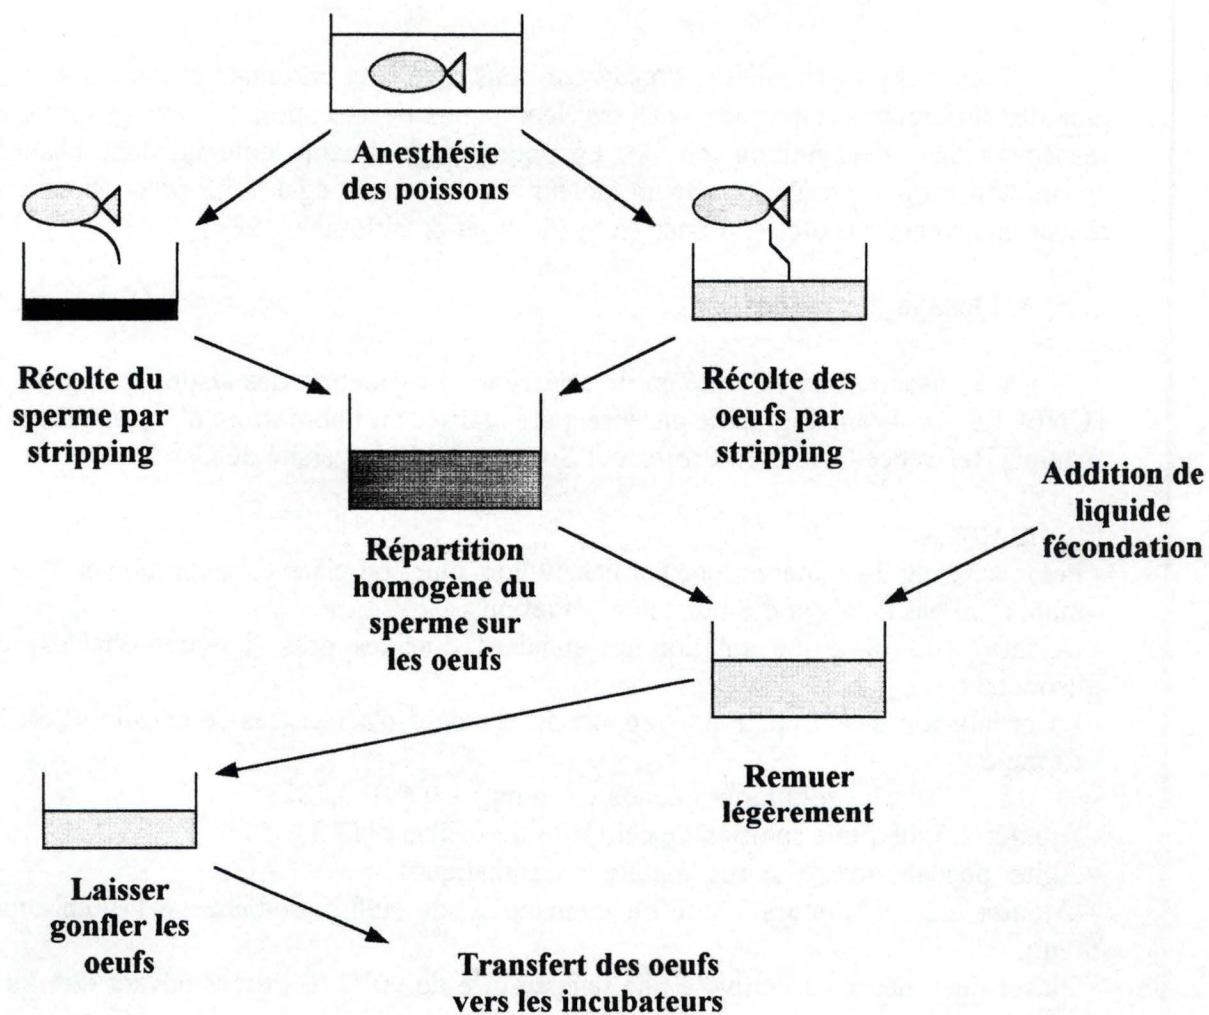 Anesthésie
des poissons
Récolte du
sperme par
stripping
Récolte des
oeufs par
stripping
Répartition
homogène du
sperme sur
les oeufs
Addition de
liquide
fécondation
Remuer
légèrement
Laisser
gonfler les
oeufs
Transfert des oeufs
vers les incubateurs